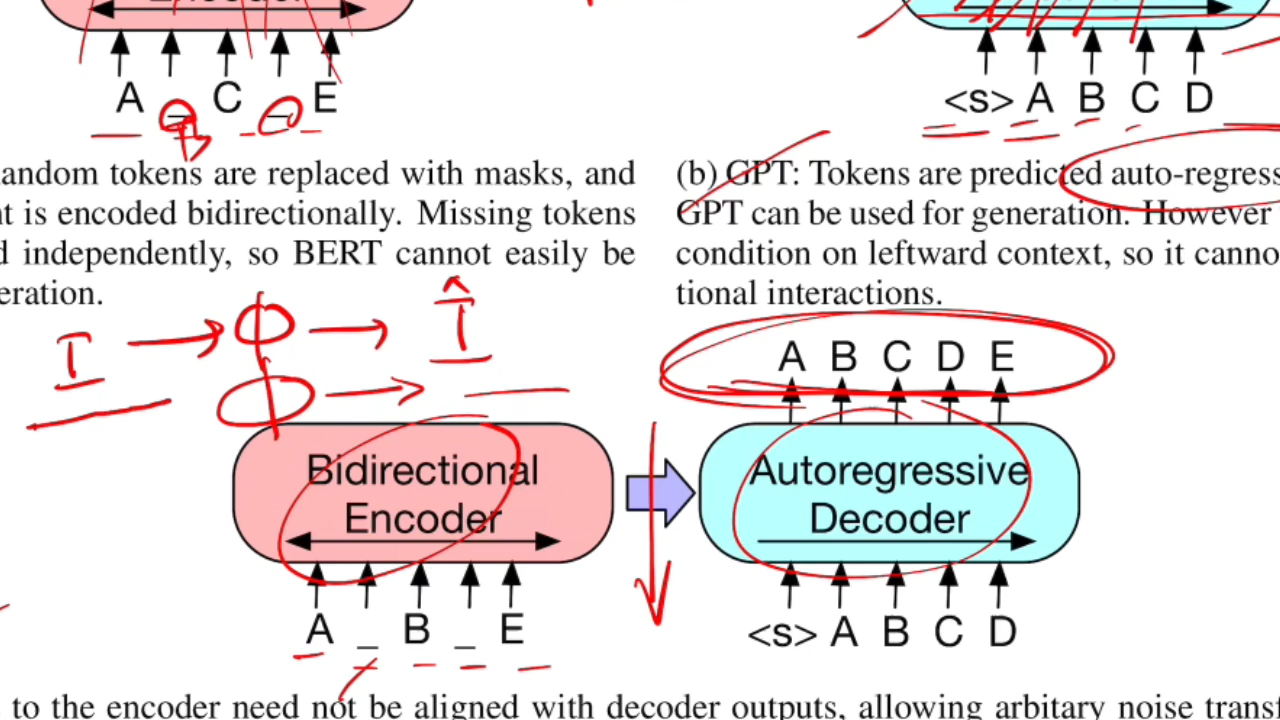 A _ C _ E
B
<s> A B C D
andom tokens are replaced with masks, and
t is encoded bidirectionally. Missing tokens
d independently, so BERT cannot easily be
eration.
(b) GPT: Tokens are predicted auto-regress
GPT can be used for generation. However
condition on leftward context, so it canno
tional interactions.
I → ϕ → Î
ϕ →
A B C D E
Bidirectional
Encoder
Autoregressive
Decoder
A _ B _ E
<s> A B C D
to the encoder need not be aligned with decoder outputs, allowing arbitary noise transf